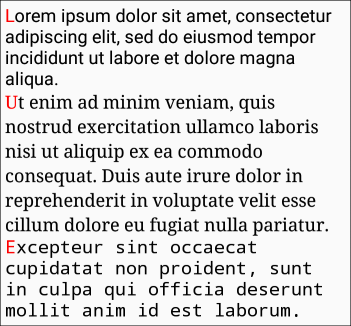 Lorem ipsum dolor sit amet, consectetur
adipiscing elit, sed do eiusmod tempor
incididunt ut labore et dolore magna
aliqua.
Ut enim ad minim veniam, quis
nostrud exercitation ullamco laboris
nisi ut aliquip ex ea commodo
consequat. Duis aute irure dolor in
reprehenderit in voluptate velit esse
cillum dolore eu fugiat nulla pariatur.
Excepteur sint occaecat
cupidatat non proident, sunt
in culpa qui officia deserunt
mollit anim id est laborum.